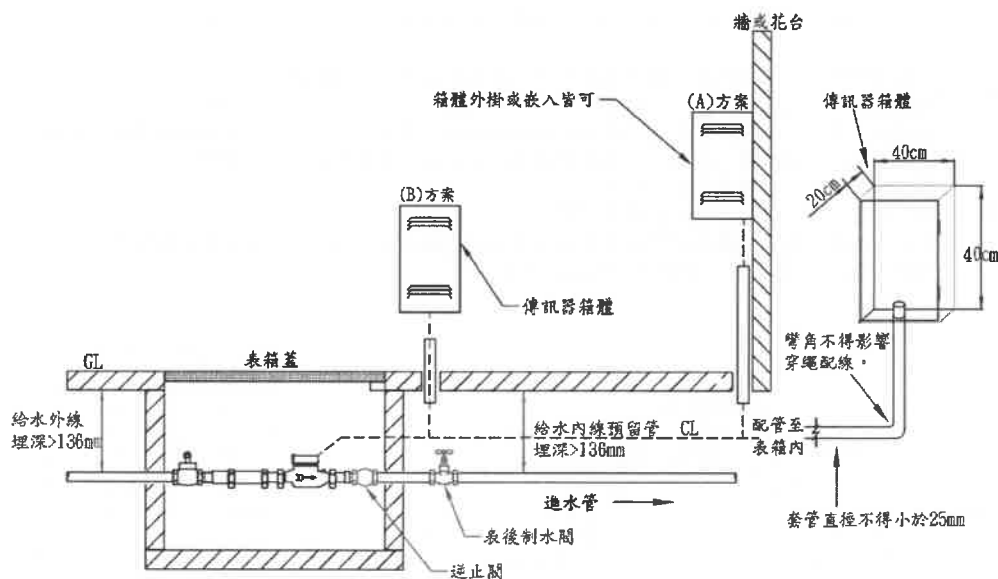 牆或花台
箱體外掛或嵌入皆可
(A)方案
傳訊器箱體
40cm
20cm
40cm
(B)方案
傳訊器箱體
彎角不得影響
穿繩配線。
GL
表箱蓋
給水外線
埋深>136mm
給水內線預留管 CL
埋深>136mm
配管至
表箱內
進水管
套管直徑不得小於25mm
表後制水閥
逆止閥